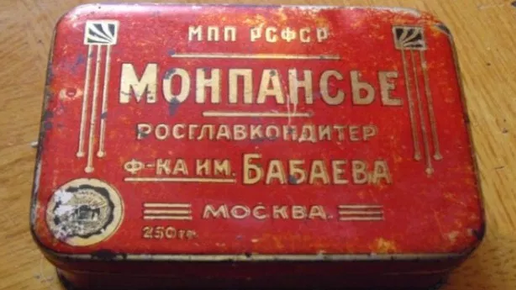 МПП РСФСР
МОНПАНСЬЕ
РОСГЛАВКОНДИТЕР
Ф-КА ИМ. БАБАЕВА
МОСКВА.
250 гр.